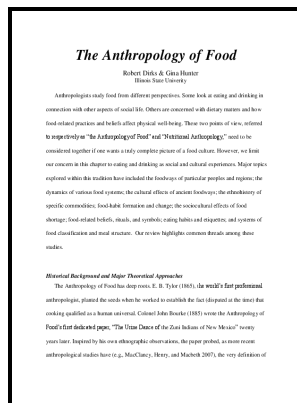 The Anthropology of Food
Robert Dirks & Gina Hunter
Illinois State Univerity
Anthropologists study food from different perspectives. Some look at eating and drinking in
connection with other aspects of social life. Others are concerned with dietary matters and how
food-related practices and beliefs affect physical well-being. These two points of view, referred
to respectively as "the Anthropology of Food" and "Nutritional Anthropology," need to be
considered together if one wants a truly complete picture of a food culture. However, we limit
our concern in this chapter to eating and drinking as social and cultural experiences. Major topics
explored within this tradition have included the foodways of particular peoples and regions; the
dynamics of various food systems; the cultural effects of ancient foodways; the ethnohistory of
specific commodities; food-habit formation and change; the sociocultural effects of food
shortage; food-related beliefs, rituals, and symbols; eating habits and etiquettes; and systems of
food classification and meal structure. Our review highlights common threads among these
studies.
Historical Background and Major Theoretical Approaches
The Anthropology of Food has deep roots. E. B. Tylor (1865), the world's first professional
anthropologist, planted the seeds when he worked to establish the fact (disputed at the time) that
cooking qualified as a human universal. Colonel John Bourke (1885) wrote the Anthropology of
Food's first dedicated paper, "The Urine Dance of the Zuni Indians of New Mexico" twenty
years later. Inspired by his own ethnographic observations, the paper probed, as more recent
anthropological studies have (e.g., MacClancy, Henry, and Macbeth 2007), the very definition of